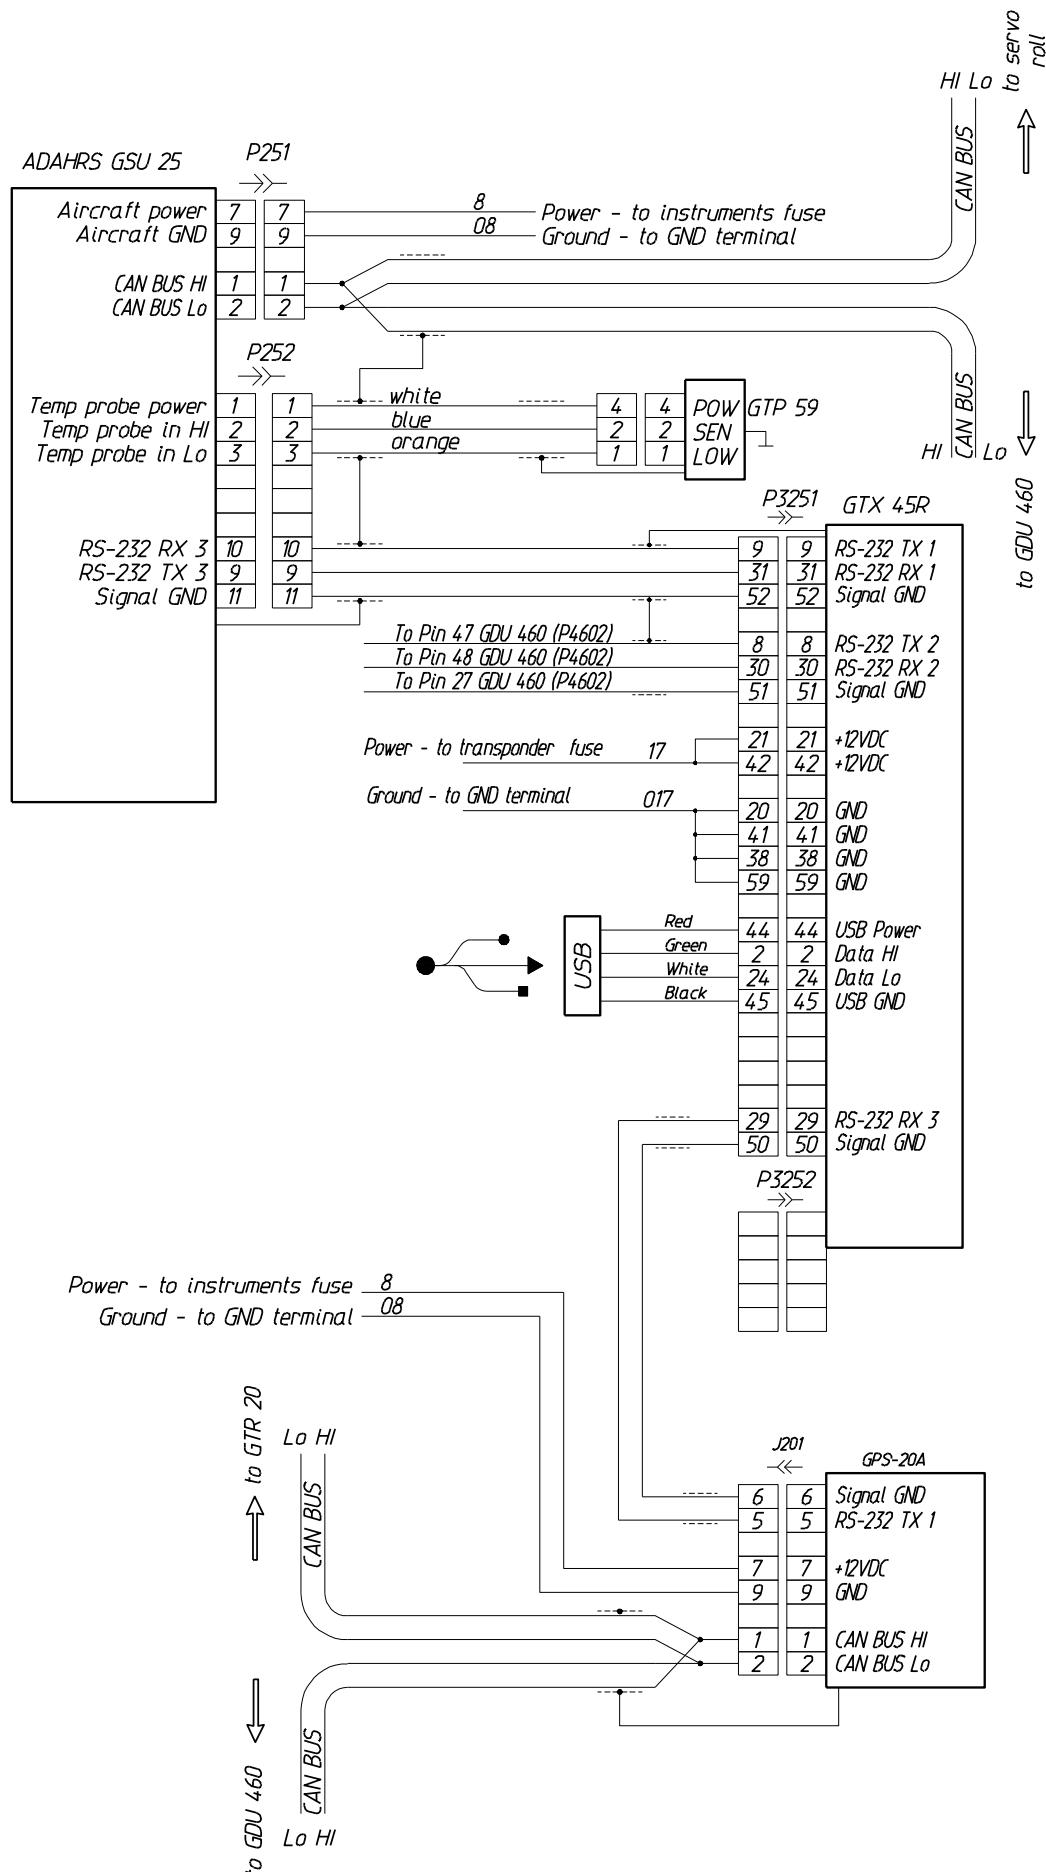 to servo
roll
HI Lo
CAN BUS
ADAHRS GSU 25
P251
Aircraft power 7 7 8 Power - to instruments fuse
Aircraft GND 9 9 08 Ground - to GND terminal
CAN BUS HI 1 1
CAN BUS Lo 2 2
P252
Temp probe power 1 1 white 4 4 POW GTP 59
Temp probe in HI 2 2 blue 2 2 SEN
Temp probe in Lo 3 3 orange 1 1 LOW
CAN BUS
HI Lo
to GDU 460
P3251
GTX 45R
RS-232 RX 3 10 10 9 9 RS-232 TX 1
RS-232 TX 3 9 9 31 31 RS-232 RX 1
Signal GND 11 11 52 52 Signal GND
To Pin 47 GDU 460 (P4602) 8 8 RS-232 TX 2
To Pin 48 GDU 460 (P4602) 30 30 RS-232 RX 2
To Pin 27 GDU 460 (P4602) 51 51 Signal GND
21 21 +12VDC
Power - to transponder fuse 17 42 42 +12VDC
Ground - to GND terminal 017 20 20 GND
41 41 GND
38 38 GND
59 59 GND
USB
Red 44 44 USB Power
Green 2 2 Data HI
White 24 24 Data Lo
Black 45 45 USB GND
29 29 RS-232 RX 3
50 50 Signal GND
P3252
Power - to instruments fuse 8
Ground - to GND terminal 08
to GTR 20
Lo HI
CAN BUS
J201
GPS-20A
6 6 Signal GND
5 5 RS-232 TX 1
7 7 +12VDC
9 9 GND
1 1 CAN BUS HI
2 2 CAN BUS Lo
CAN BUS
to GDU 460
Lo HI